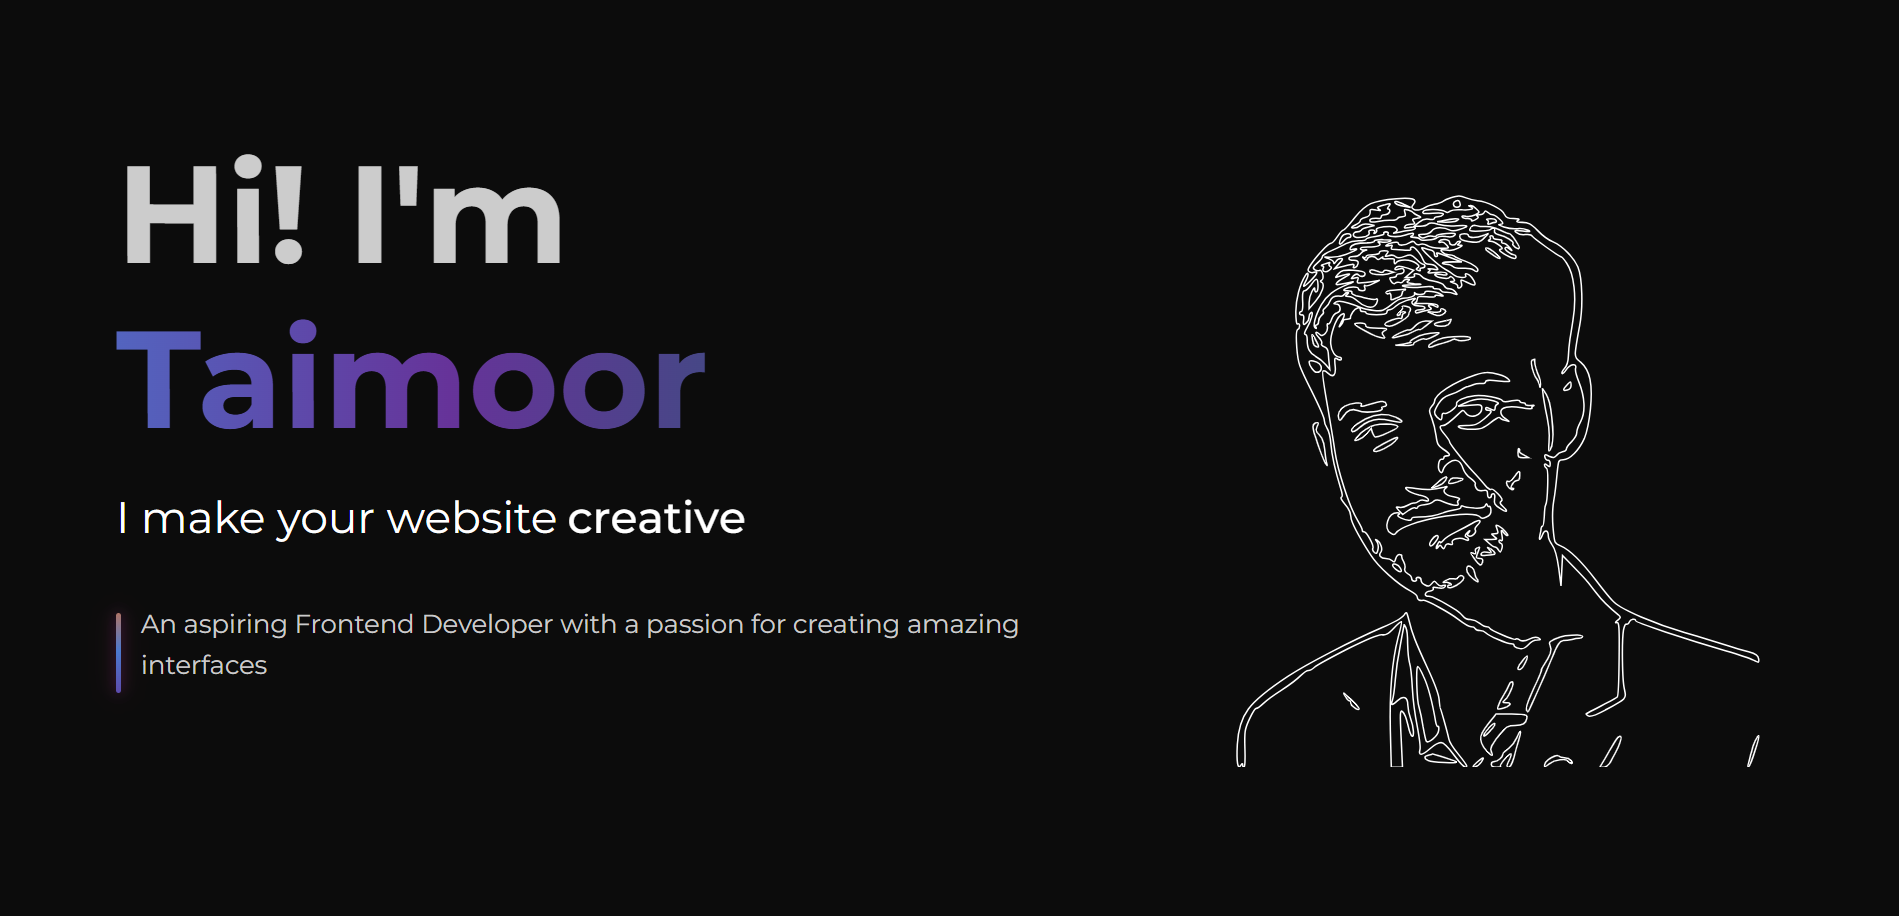 Hi! I'm
Taimoor
I make your website creative
An aspiring Frontend Developer with a passion for creating amazing
interfaces